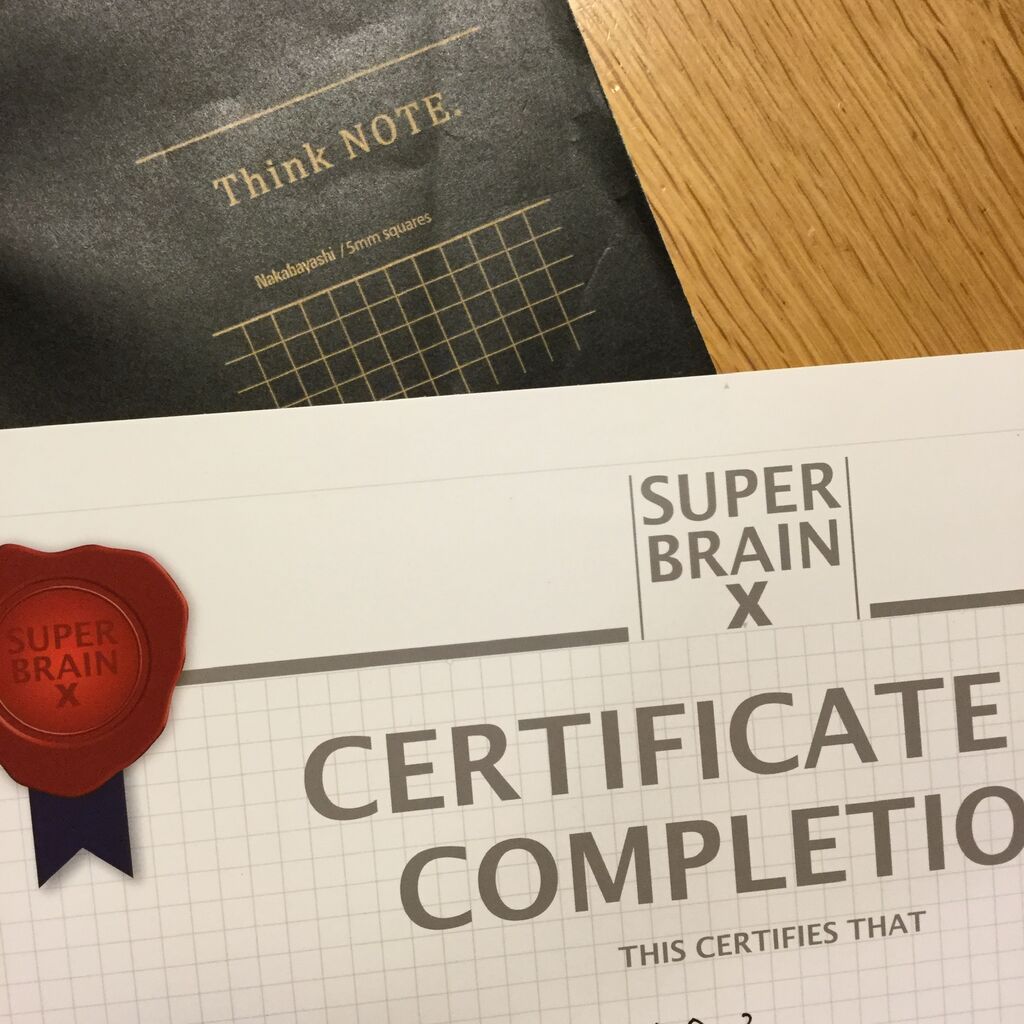 Think NOTE.
Nakabayashi / 5mm squares
SUPER
BRAIN
X
SUPER
BRAIN
X
CERTIFICATE
COMPLETIO
THIS CERTIFIES THAT